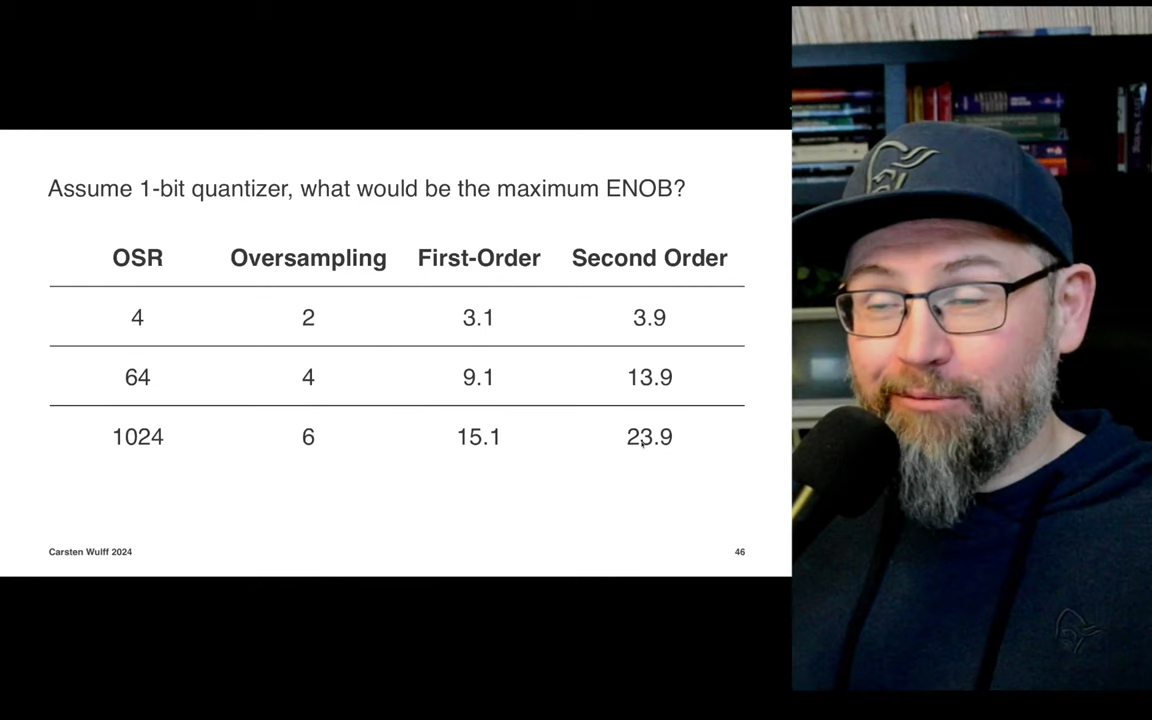 Assume 1-bit quantizer, what would be the maximum ENOB?
OSR Oversampling First-Order Second Order
4 2 3.1 3.9
64 4 9.1 13.9
1024 6 15.1 23.9
Carsten Wulff 2024 46